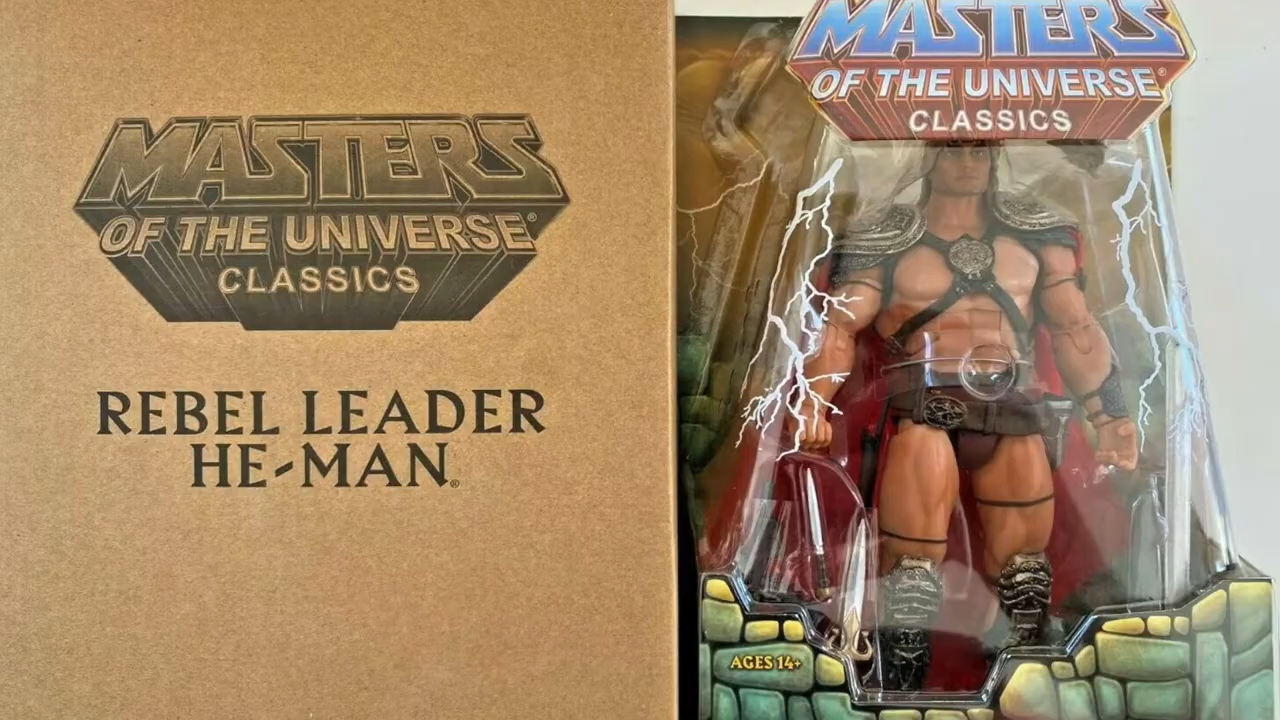 MASTERS
OF THE UNIVERSE®
CLASSICS
REBEL LEADER
HE-MAN®
MASTERS
OF THE UNIVERSE®
CLASSICS
AGES 14+